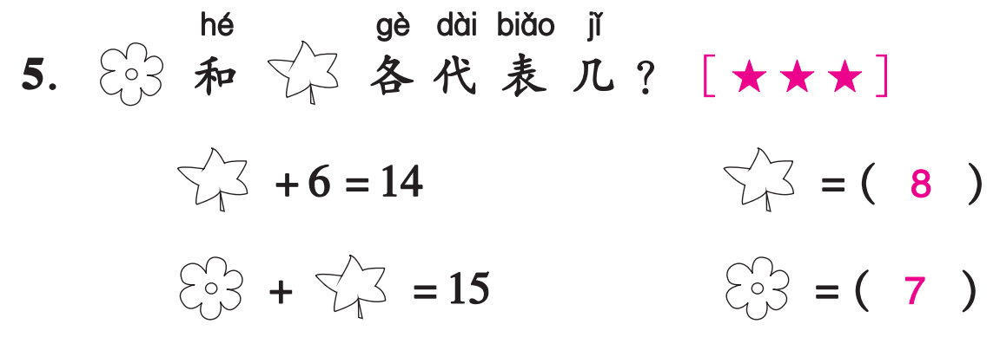 hé gè dài biǎo jǐ
5. 和 各代表几？[★★★]
+6=14 =( 8 )
+ =15 =( 7 )